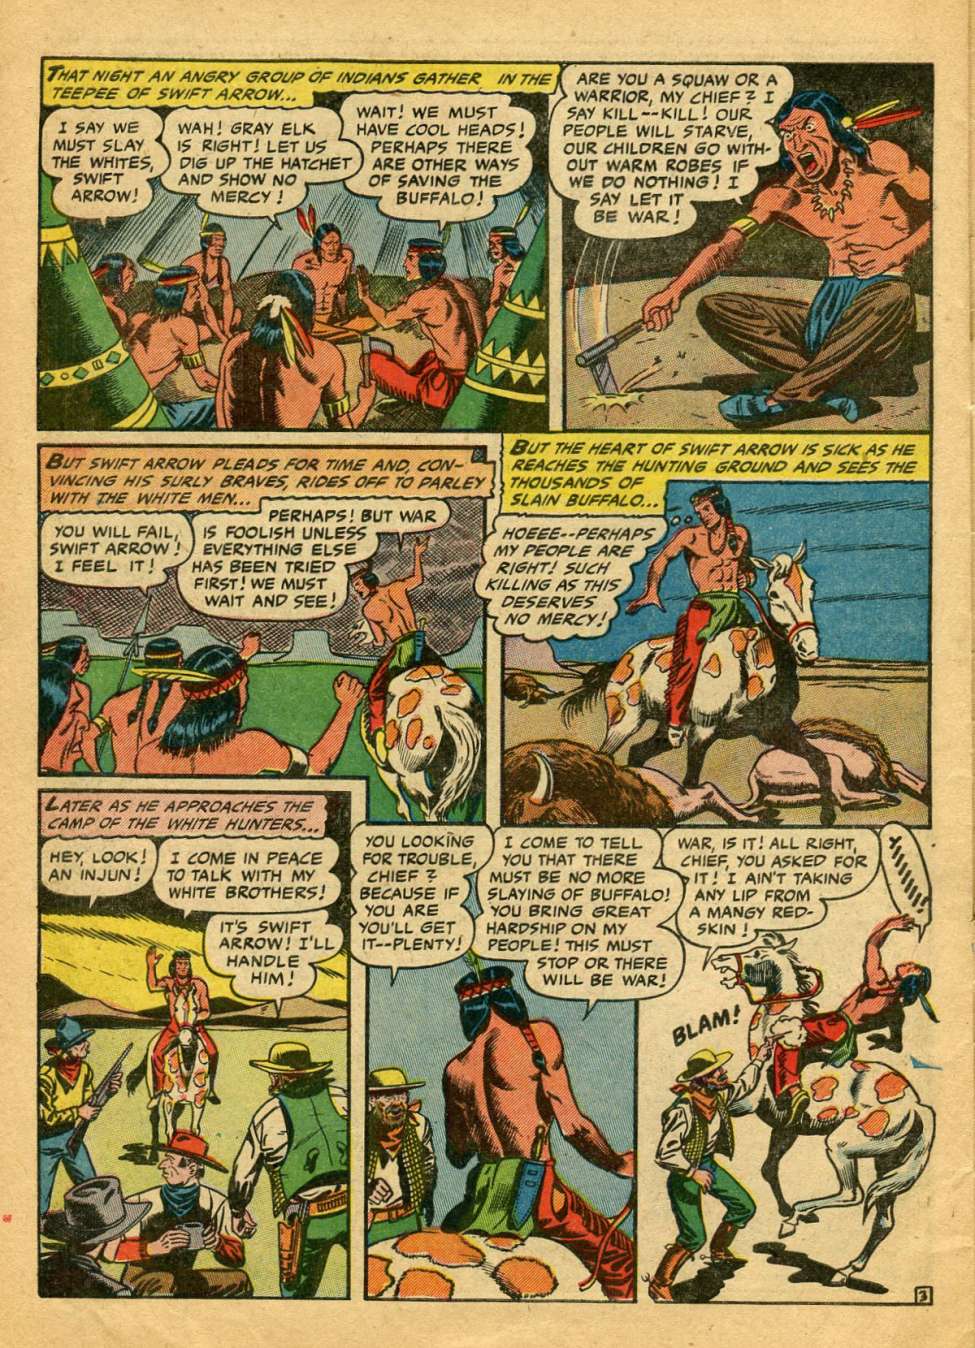 THAT NIGHT AN ANGRY GROUP OF INDIANS GATHER IN THE
TEEPEE OF SWIFT ARROW...
I SAY WE
MUST SLAY
THE WHITES,
SWIFT
ARROW!
WAH! GRAY ELK
IS RIGHT! LET US
DIG UP THE HATCHET
AND SHOW NO
MERCY!
WAIT! WE MUST
HAVE COOL HEADS!
PERHAPS THERE
ARE OTHER WAYS
OF SAVING THE
BUFFALO!
ARE YOU A SQUAW OR A
WARRIOR, MY CHIEF? I
SAY KILL--KILL! OUR
PEOPLE WILL STARVE,
OUR CHILDREN GO WITH-
OUT WARM ROBES IF
WE DO NOTHING! I
SAY LET IT
BE WAR!
BUT SWIFT ARROW PLEADS FOR TIME AND, CON-
VINCING HIS SURLY BRAVES, RIDES OFF TO PARLEY
WITH THE WHITE MEN...
YOU WILL FAIL,
SWIFT ARROW!
I FEEL IT!
PERHAPS! BUT WAR
IS FOOLISH UNLESS
EVERYTHING ELSE
HAS BEEN TRIED
FIRST! WE MUST
WAIT AND SEE!
BUT THE HEART OF SWIFT ARROW IS SICK AS HE
REACHES THE HUNTING GROUND AND SEES THE
THOUSANDS OF
SLAIN BUFFALO...
HOEEE--PERHAPS
MY PEOPLE ARE
RIGHT! SUCH
KILLING AS THIS
DESERVES
NO MERCY!
LATER AS HE APPROACHES THE
CAMP OF THE WHITE HUNTERS...
HEY, LOOK!
AN INJUN!
I COME IN PEACE
TO TALK WITH MY
WHITE BROTHERS!
IT'S SWIFT
ARROW! I'LL
HANDLE
HIM!
YOU LOOKING
FOR TROUBLE,
CHIEF?
BECAUSE IF
YOU ARE
YOU'LL GET
IT--PLENTY!
I COME TO TELL
YOU THAT THERE
MUST BE NO MORE
SLAYING OF BUFFALO!
YOU BRING GREAT
HARDSHIP ON MY
PEOPLE! THIS MUST
STOP OR THERE
WILL BE WAR!
WAR, IS IT! ALL RIGHT,
CHIEF, YOU ASKED FOR
IT! I AIN'T TAKING
ANY LIP FROM
A MANGY RED-
SKIN!
BLAM!
3